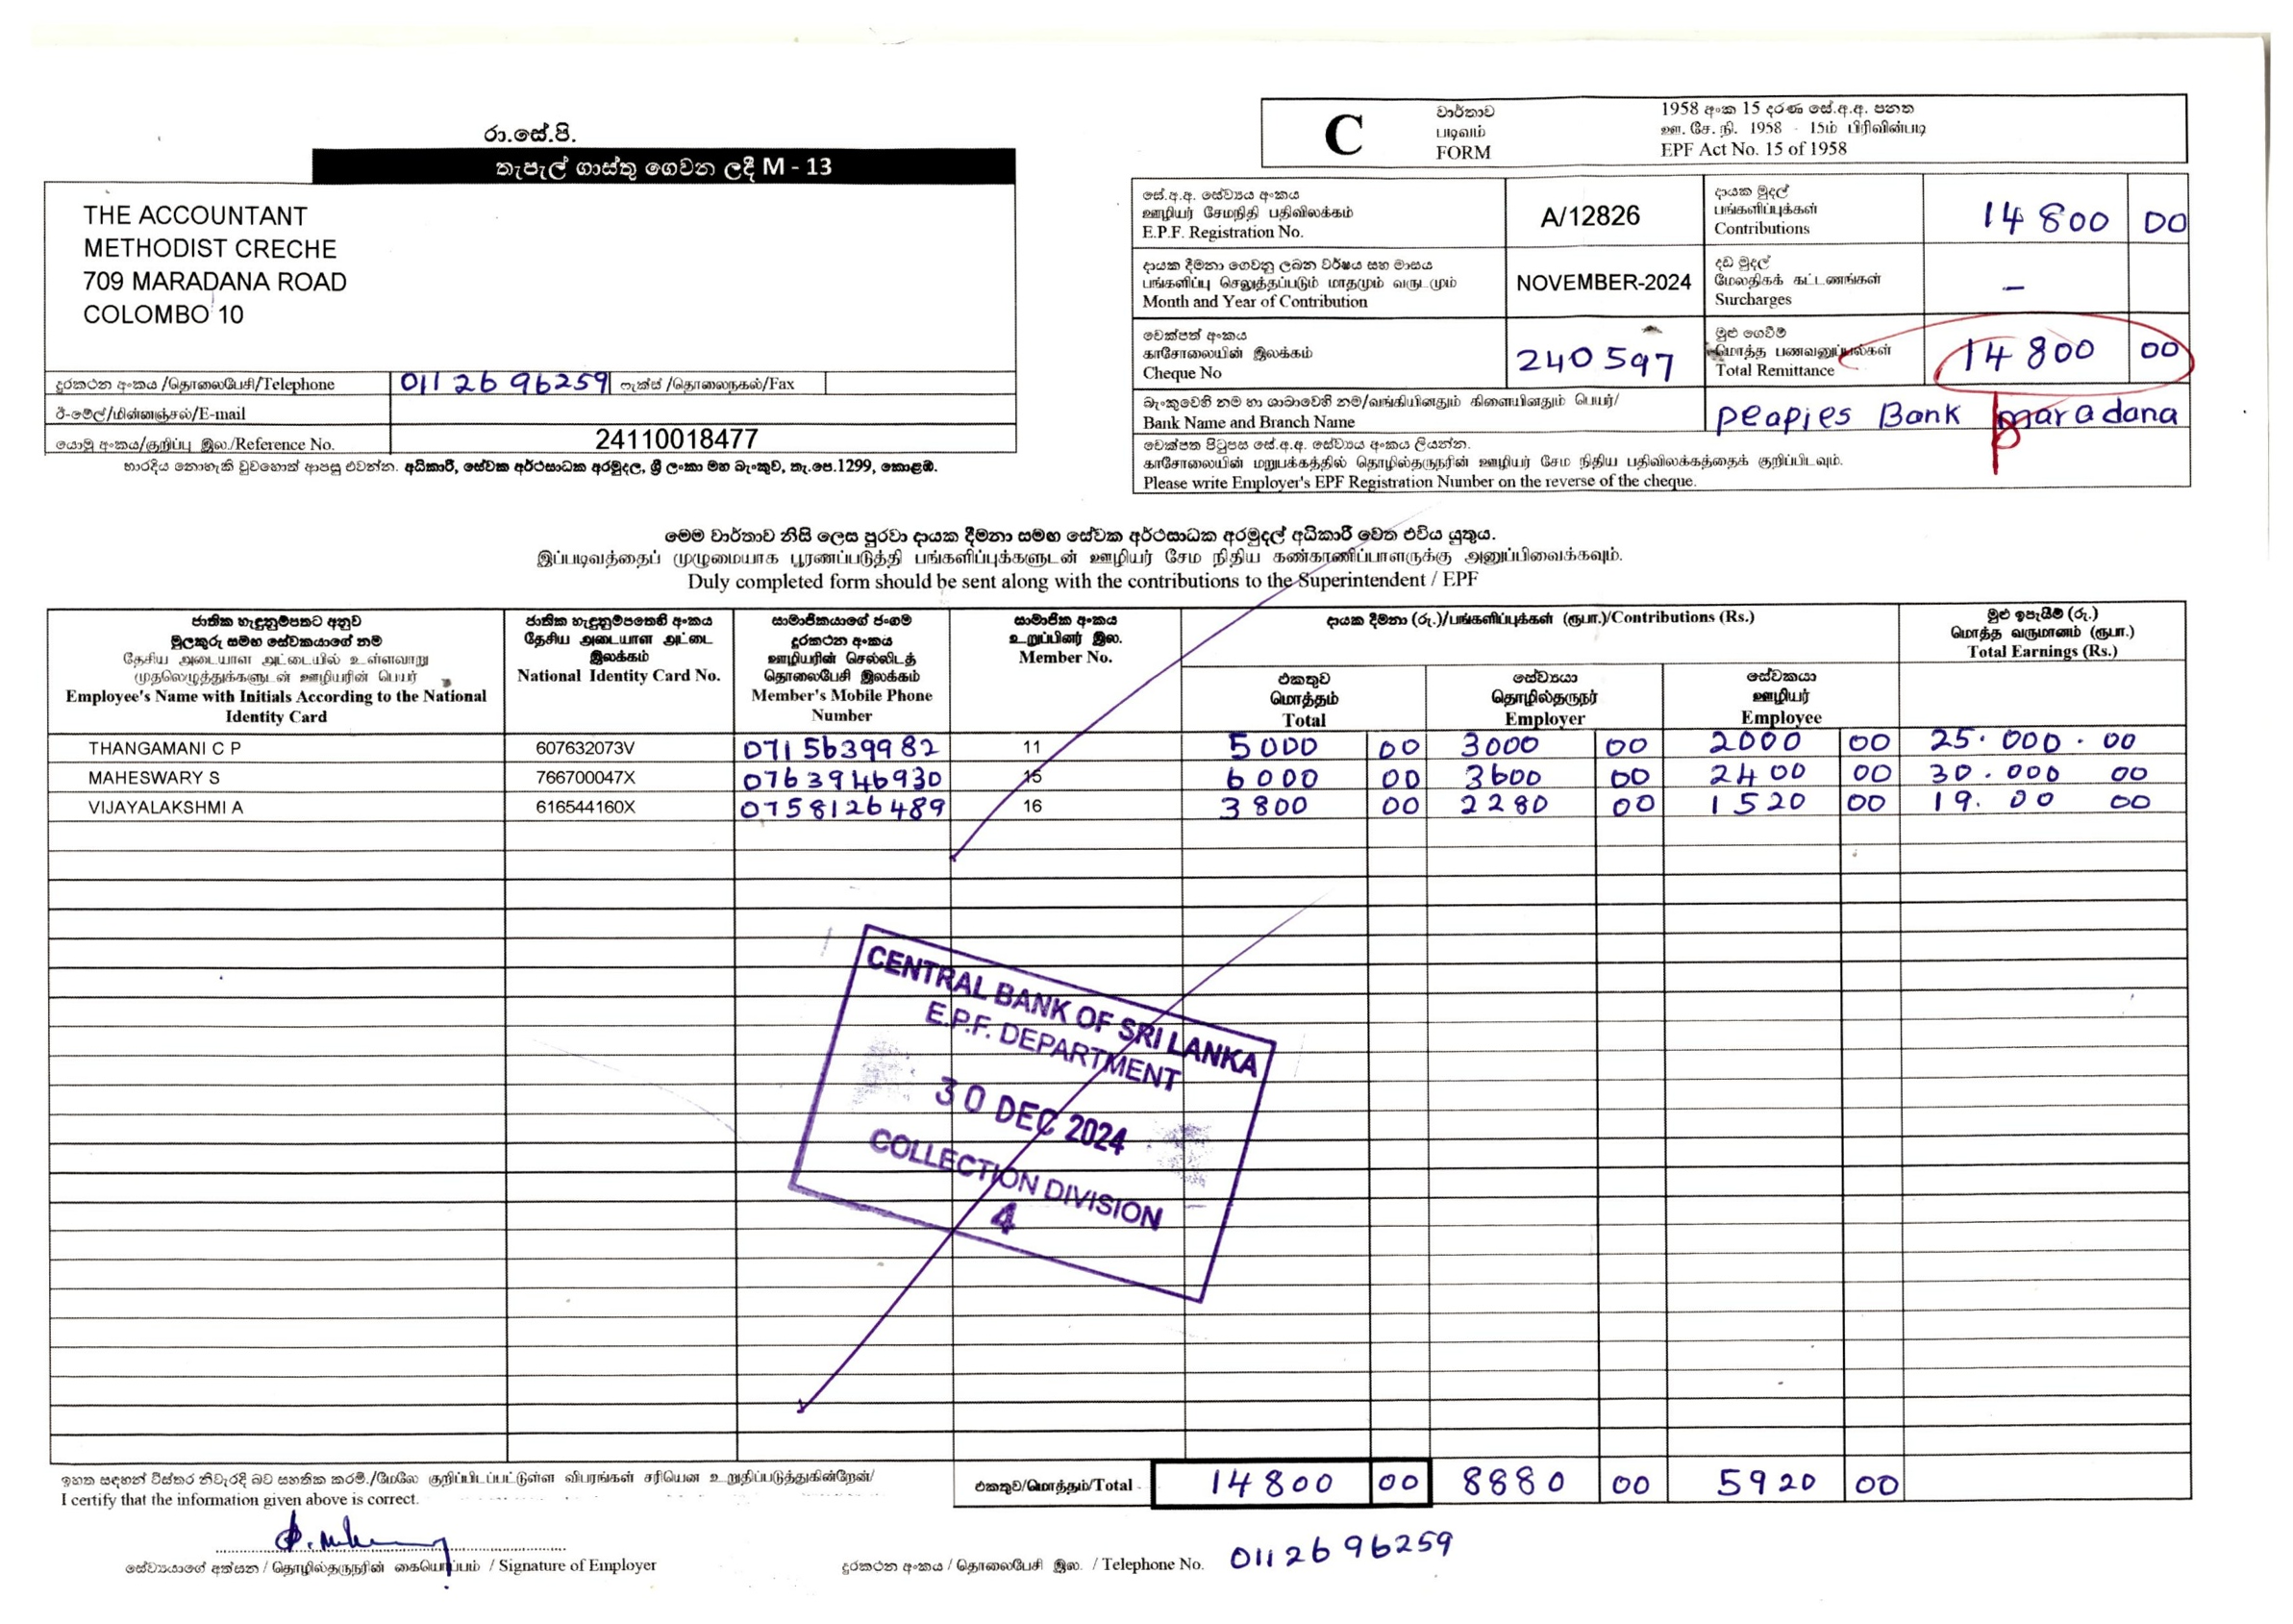 රා.සේ.පි.
තැපැල් ගාස්තු ගෙවන ලදී M - 13
THE ACCOUNTANT
METHODIST CRECHE
709 MARADANA ROAD
COLOMBO 10
දුරකථන අංකය /தொலைபேசி/Telephone 011 26 96259 ෆැක්ස් /தொலைநகல்/Fax
ඊ-මේල්/மின்னஞ்சல்/E-mail
යොමු අංකය/குறிப்பு இல./Reference No. 24110018477
භාරදිය නොහැකි වුවහොත් ආපසු එවන්න. අධිකාරී, සේවක අර්ථසාධක අරමුදල, ශ්‍රී ලංකා මහ බැංකුව, තැ.පෙ.1299, කොළඹ.
C
වාර්තාව
படிவம்
FORM
1958 අංක 15 දරණ සේ.අ.අ. පනත
ஊ. சே. நி. 1958 - 15ம் பிரிவின்படி
EPF Act No. 15 of 1958
සේ.අ.අ. සේව්‍යය අංකය
ஊழியர் சேமநிதி பதிவிலக்கம்
E.P.F. Registration No.
A/12826
දායක මුදල්
பங்களிப்புக்கள்
Contributions
14 800 00
දායක දීමනා ගෙවනු ලබන වර්ෂය සහ මාසය
பங்களிப்பு செலுத்தப்படும் மாதமும் வருடமும்
Month and Year of Contribution
NOVEMBER-2024
දඩ මුදල්
மேலதிகக் கட்டணங்கள்
Surcharges
–
චෙක්පත් අංකය
காசோலையின் இலக்கம்
Cheque No
240597
මුළු ගෙවීම්
மொத்த
Total Remittance
14 800 00
බැංකුවෙහි නම හා ශාඛාවෙහි නම/வங்கியினதும் கிளையினதும் பெயர்/
Bank Name and Branch Name
peapies Bank maradana
චෙක්පත පිටුපස සේ.අ.අ. සේව්‍යය අංකය ලියන්න.
காசோலையின் மறுபக்கத்தில் தொழில்தருநரின் ஊழியர் சேம நிதிய பதிவிலக்கத்தைக் குறிப்பிடவும்.
Please write Employer's EPF Registration Number on the reverse of the cheque.
මෙම වාර්තාව නිසි ලෙස පුරවා දායක දීමනා සමඟ සේවක අර්ථසාධක අරමුදල් අධිකාරී වෙත එවිය යුතුය.
இப்படிவத்தைப் முழுமையாக பூரணப்படுத்தி பங்களிப்புக்களுடன் ஊழியர் சேம நிதிய கண்காணிப்பாளருக்கு அனுப்பிவைக்கவும்.
Duly completed form should be sent along with the contributions to the Superintendent / EPF
ජාතික හැඳුනුම්පතට අනුව
මුලකුරු සමඟ සේවකයාගේ නම
தேசிய அடையாள அட்டையில் உள்ளவாறு
முதலெழுத்துக்களுடன் ஊழியரின் பெயர்
Employee's Name with Initials According to the National
Identity Card
ජාතික හැඳුනුම්පතෙහි අංකය
தேசிய அடையாள அட்டை
இலக்கம்
National Identity Card No.
සාමාජිකයාගේ ජංගම
දුරකථන අංකය
ஊழியரின் செல்லிடத்
தொலைபேசி இலக்கம்
Member's Mobile Phone
Number
සාමාජික අංකය
உறுப்பினர் இல.
Member No.
දායක දීමනා (රු.)/பங்களிப்புக்கள் (ரூபா.)/Contributions (Rs.)
මුළු ඉපැයීම් (රු.)
மொத்த வருமானம் (ரூபா.)
Total Earnings (Rs.)
එකතුව
மொத்தம்
Total
සේව්‍යයා
தொழில்தருநர்
Employer
සේවකයා
ஊழியர்
Employee
THANGAMANI C P 607632073V 0715639982 11 5000 00 3000 00 2000 00 25.000.00
MAHESWARY S 766700047X 0763946930 15 6000 00 3600 00 2400 00 30.000 00
VIJAYALAKSHMI A 616544160X 0758126489 16 3800 00 2280 00 1520 00 19.00 00
CENTRAL BANK OF SRI LANKA
E.P.F. DEPARTMENT
30 DEC 2024
COLLECTION DIVISION
4
ඉහත සඳහන් විස්තර නිවැරදි බව සහතික කරමි./மேலே குறிப்பிடப்பட்டுள்ள விபரங்கள் சரியென உறுதிப்படுத்துகின்றேன்/
I certify that the information given above is correct.
එකතුව/மொத்தம்/Total 14800 00 8880 00 5920 00
සේව්‍යයාගේ අත්සන / தொழில்தருநரின் கையொப்பம் / Signature of Employer
දුරකථන අංකය / தொலைபேசி இல. / Telephone No. 0112696259